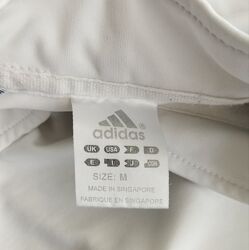 adidas
UK USA F D
E I J
SIZE: M
MADE IN SINGAPORE
FABRIQUE EN SINGAPORE